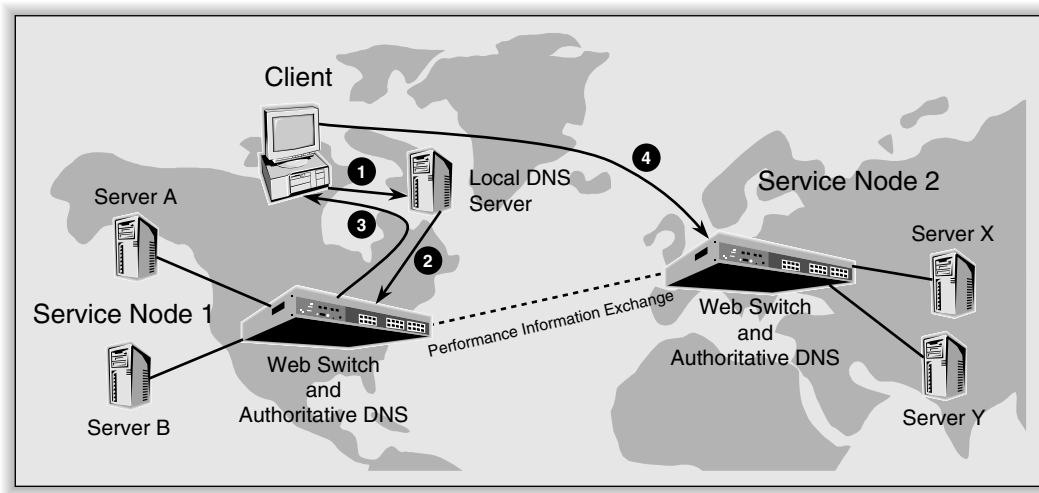 Client
1
4
Local DNS
Server
Service Node 2
Server A
3
2
Server X
Service Node 1
Performance Information Exchange
Web Switch
and
Authoritative DNS
Web Switch
and
Authoritative DNS
Server B
Server Y